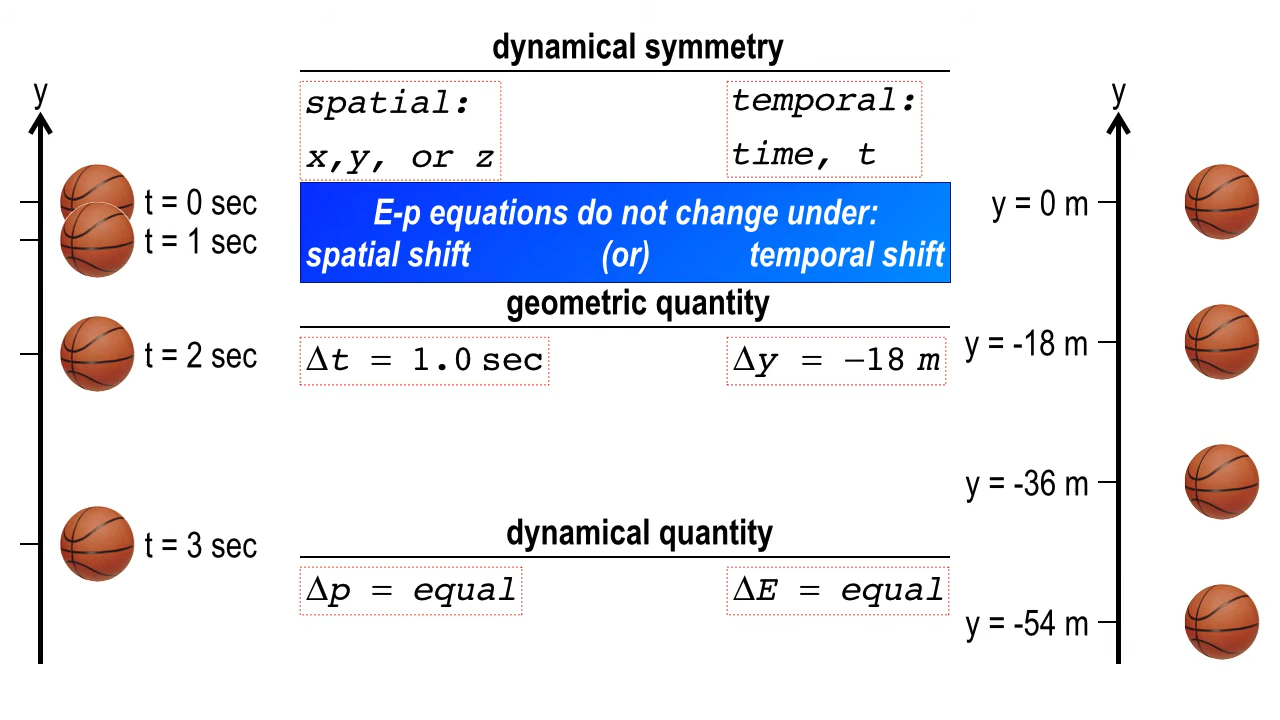 dynamical symmetry
y
spatial:
x,y, or z
temporal:
time, t
y
t = 0 sec
t = 1 sec
t = 2 sec
t = 3 sec
E-p equations do not change under:
spatial shift (or) temporal shift
geometric quantity
Δt = 1.0 sec
Δy = −18 m
dynamical quantity
Δp = equal
ΔE = equal
y = 0 m
y = -18 m
y = -36 m
y = -54 m